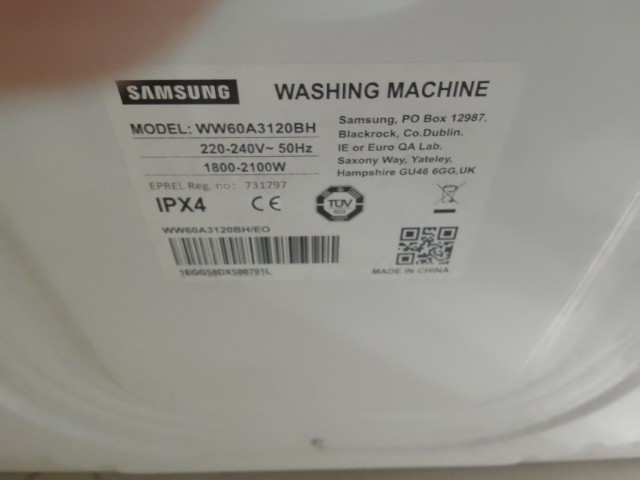 SAMSUNG WASHING MACHINE
MODEL: WW60A3120BH
220-240V~ 50Hz
1800-2100W
EPREL Reg. no: 731797
IPX4 CE
TÜV
WW60A3120BH/EO
Samsung, PO Box 12987,
Blackrock, Co.Dublin.
IE or Euro QA Lab.
Saxony Way, Yateley,
Hampshire GU46 6GG,UK
MADE IN CHINA